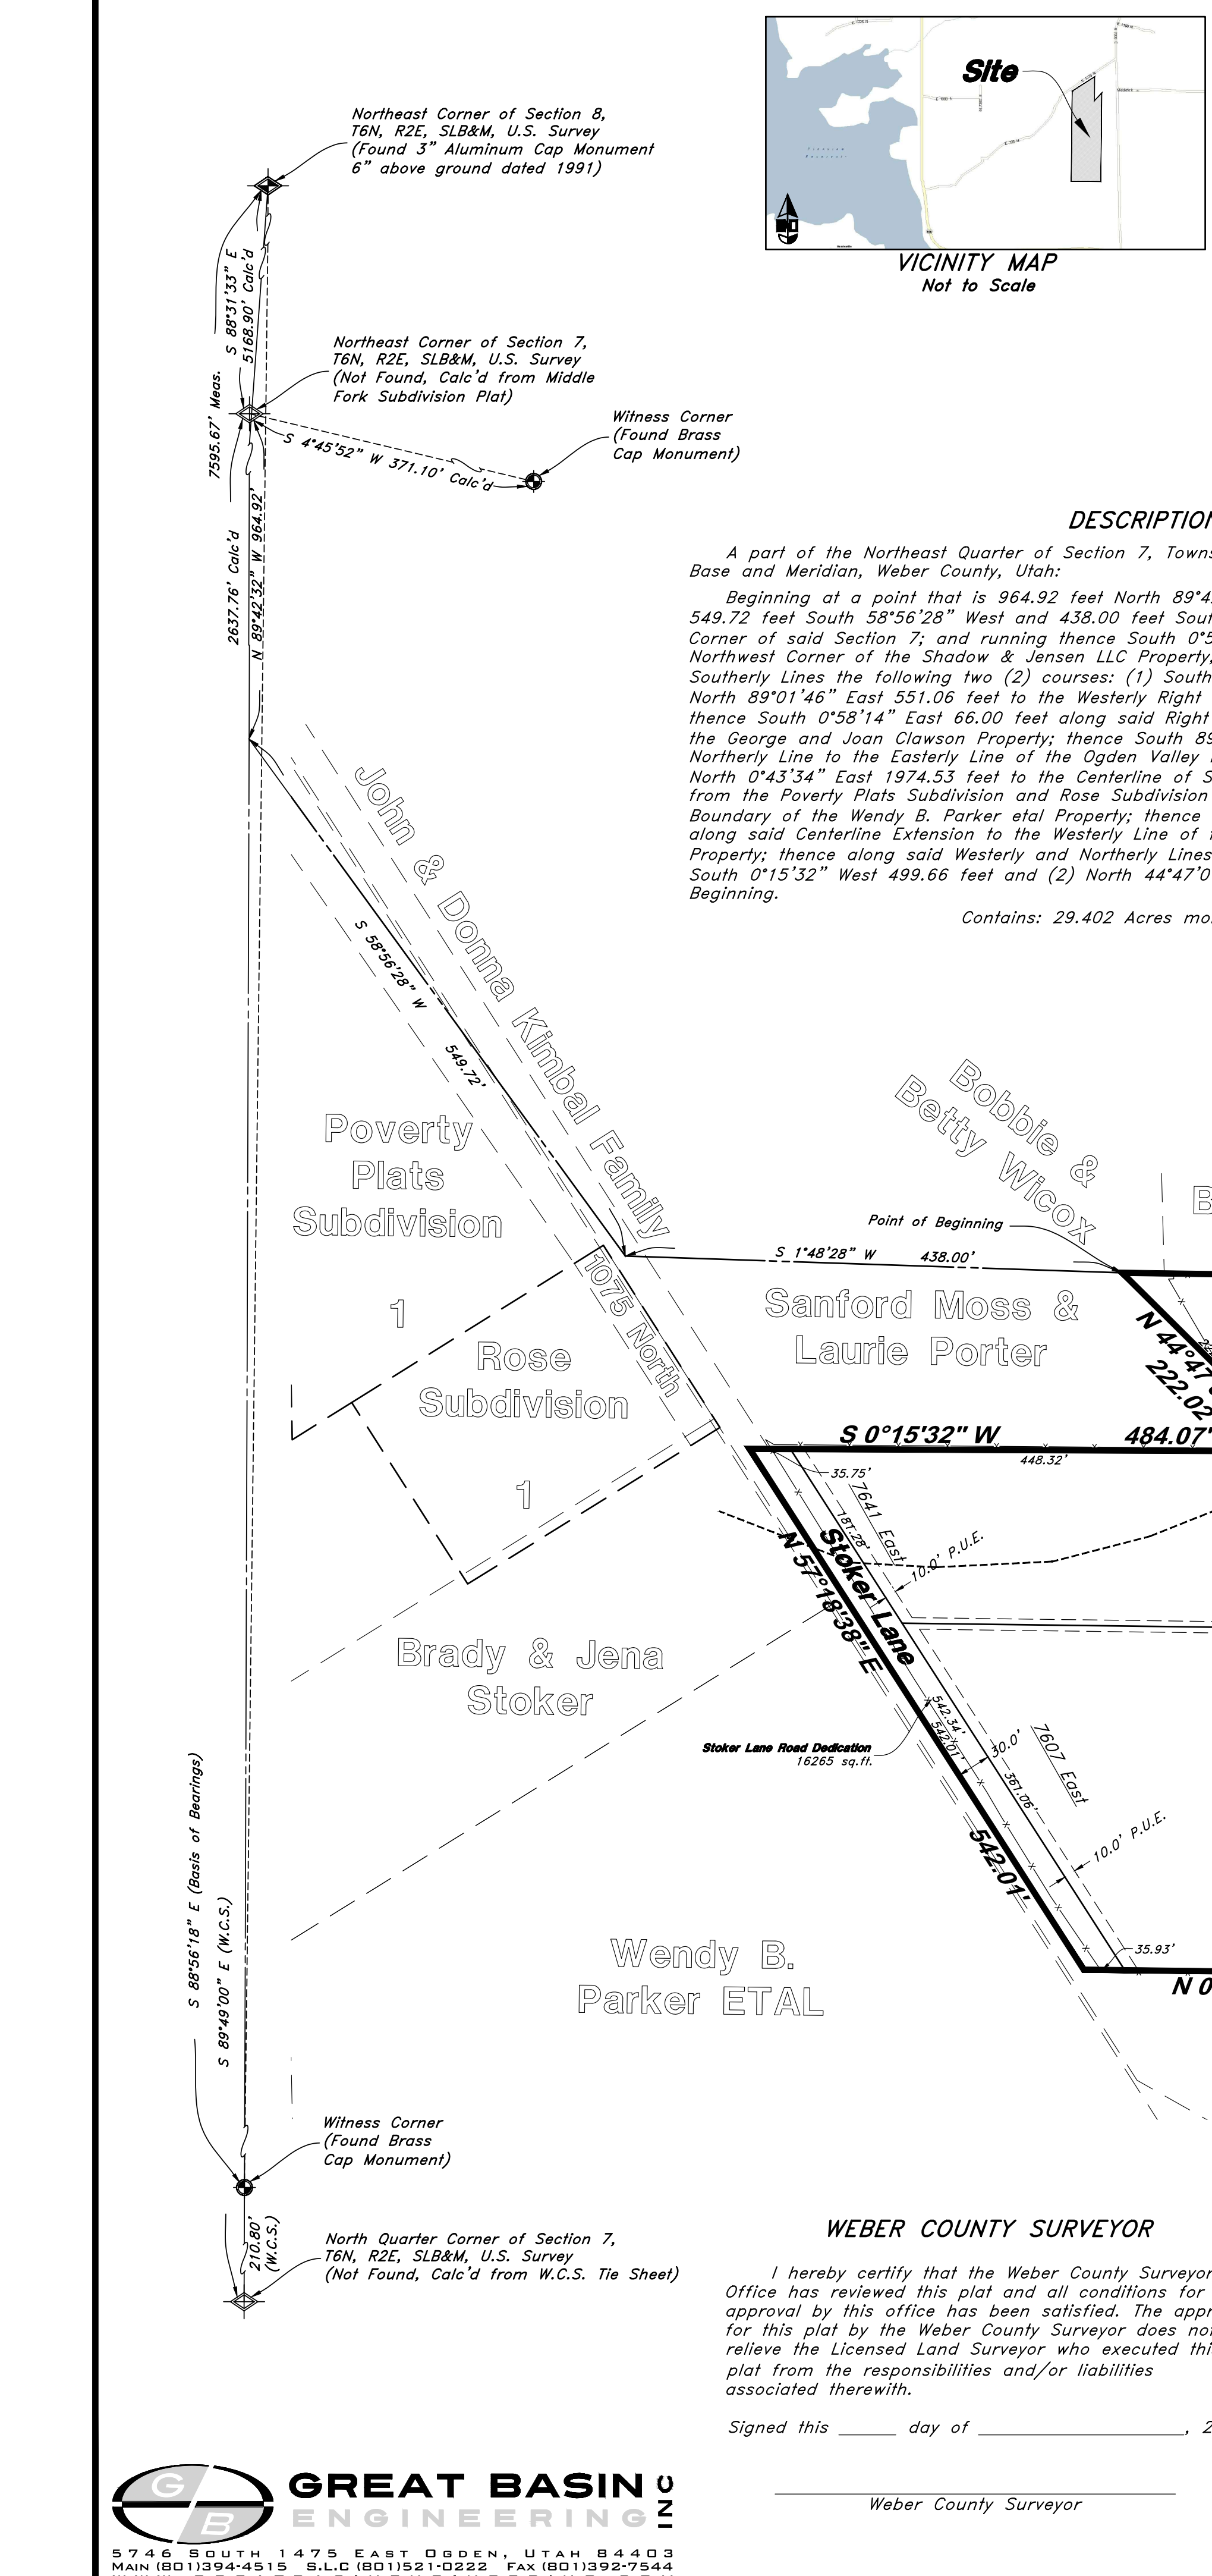 Site
VICINITY MAP
Not to Scale
Northeast Corner of Section 8,
T6N, R2E, SLB&M, U.S. Survey
(Found 3" Aluminum Cap Monument
6" above ground dated 1991)
S 88°31'33" E
5168.90' Calc'd
7595.67' Meas.
Northeast Corner of Section 7,
T6N, R2E, SLB&M, U.S. Survey
(Not Found, Calc'd from Middle
Fork Subdivision Plat)
S 4°45'52" W 371.10' Calc'd
Witness Corner
(Found Brass
Cap Monument)
2637.76' Calc'd
N 89°42'32" W 964.92'
DESCRIPTION
A part of the Northeast Quarter of Section 7, Towns
Base and Meridian, Weber County, Utah:
Beginning at a point that is 964.92 feet North 89°4
549.72 feet South 58°56'28" West and 438.00 feet Sout
Corner of said Section 7; and running thence South 0°5
Northwest Corner of the Shadow & Jensen LLC Property,
Southerly Lines the following two (2) courses: (1) South
North 89°01'46" East 551.06 feet to the Westerly Right
thence South 0°58'14" East 66.00 feet along said Right
the George and Joan Clawson Property; thence South 89
Northerly Line to the Easterly Line of the Ogden Valley
North 0°43'34" East 1974.53 feet to the Centerline of S
from the Poverty Plats Subdivision and Rose Subdivision
Boundary of the Wendy B. Parker etal Property; thence
along said Centerline Extension to the Westerly Line of
Property; thence along said Westerly and Northerly Lines
South 0°15'32" West 499.66 feet and (2) North 44°47'0
Beginning.
Contains: 29.402 Acres mo
John & Donna Kimbal Family
S 58°56'28" W
549.72'
Poverty
Plats
Subdivision
1
Rose
Subdivision
1
1075 North
Bobbie &
Betty Wicox
B
Point of Beginning
S 1°48'28" W 438.00'
Sanford Moss &
Laurie Porter
N 44°47'
222.02
S 0°15'32" W 484.07'
448.32'
35.75'
7641 East
181.28'
10.0' P.U.E.
Stoker Lane
N 57°18'38" E
Brady & Jena
Stoker
Stoker Lane Road Dedication
16265 sq.ft.
542.34'
542.01'
30.0'
7607 East
361.06'
10.0' P.U.E.
542.01'
35.93'
N 0
Wendy B.
Parker ETAL
S 88°56'18" E (Basis of Bearings)
S 89°49'00" E (W.C.S.)
Witness Corner
(Found Brass
Cap Monument)
210.80'
(W.C.S.)
North Quarter Corner of Section 7,
T6N, R2E, SLB&M, U.S. Survey
(Not Found, Calc'd from W.C.S. Tie Sheet)
WEBER COUNTY SURVEYOR
I hereby certify that the Weber County Surveyor
Office has reviewed this plat and all conditions for
approval by this office has been satisfied. The appr
for this plat by the Weber County Surveyor does not
relieve the Licensed Land Surveyor who executed thi
plat from the responsibilities and/or liabilities
associated therewith.
Signed this ______ day of ____________________, 2
Weber County Surveyor
G B
GREAT BASIN INC
ENGINEERING
5746 SOUTH 1475 EAST OGDEN, UTAH 84403
MAIN (801)394-4515 S.L.C (801)521-0222 FAX (801)392-7544